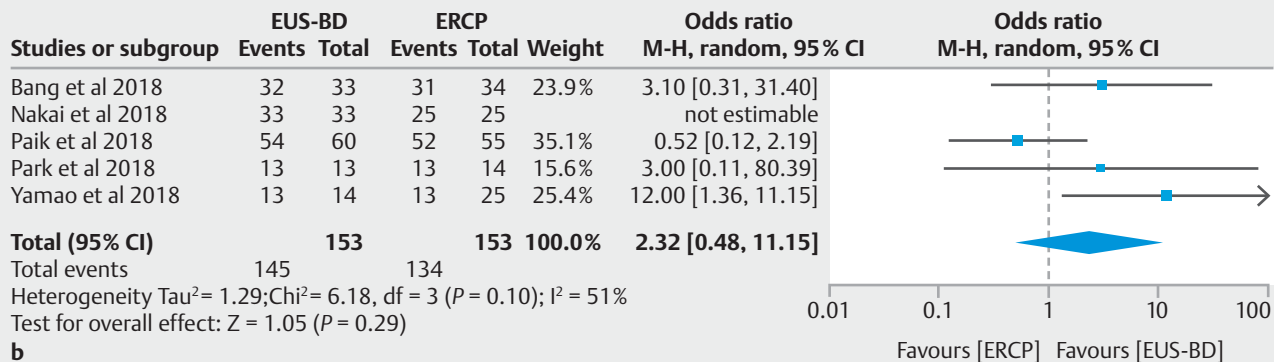 EUS-BD ERCP Odds ratio Odds ratio
Studies or subgroup Events Total Events Total Weight M-H, random, 95% CI M-H, random, 95% CI
Bang et al 2018 32 33 31 34 23.9% 3.10 [0.31, 31.40]
Nakai et al 2018 33 33 25 25 not estimable
Paik et al 2018 54 60 52 55 35.1% 0.52 [0.12, 2.19]
Park et al 2018 13 13 13 14 15.6% 3.00 [0.11, 80.39]
Yamao et al 2018 13 14 13 25 25.4% 12.00 [1.36, 11.15]
Total (95% CI) 153 153 100.0% 2.32 [0.48, 11.15]
Total events 145 134
Heterogeneity Tau²= 1.29;Chi²= 6.18, df = 3 (P = 0.10); I² = 51%
Test for overall effect: Z = 1.05 (P = 0.29)
0.01 0.1 1 10 100
b Favours [ERCP] Favours [EUS-BD]